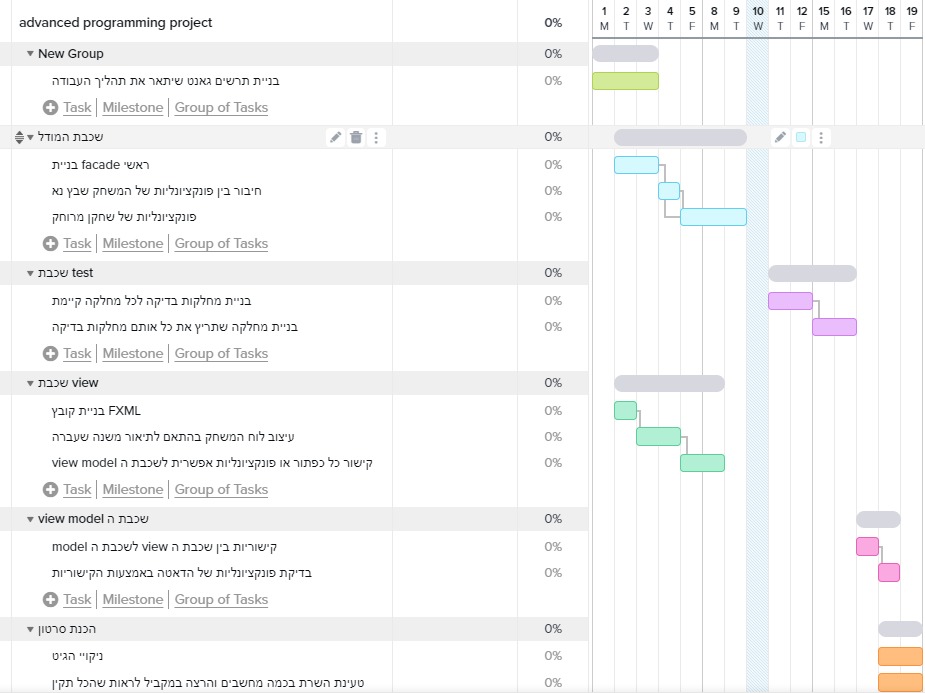 advanced programming project 0% 1 2 3 4 5 8 9 10 11 12 15 16 17 18 19
M T W T F M T W T F M T W T F
New Group 0%
בניית תרשים גאנט שיתאר את תהליך העבודה 0%
Task | Milestone | Group of Tasks
שכבת המודל 0%
ראשי facade בניית 0%
חיבור בין פונקציונליות של המשחק שבץ נא 0%
פונקציונליות של שחקן מרוחק 0%
Task | Milestone | Group of Tasks
שכבת test 0%
בניית מחלקות בדיקה לכל מחלקה קיימת 0%
בניית מחלקה שתריץ את כל אותם מחלקות בדיקה 0%
Task | Milestone | Group of Tasks
שכבת view 0%
בניית קובץ FXML 0%
עיצוב לוח המשחק בהתאם לתיאור משנה שעברה 0%
קישור כל כפתור או פונקציונליות אפשרית לשכבת ה view model 0%
Task | Milestone | Group of Tasks
שכבת ה view model 0%
קישוריות בין שכבת ה view לשכבת ה model 0%
בדיקת פונקציונליות של הדאטה באמצעות הקישוריות 0%
Task | Milestone | Group of Tasks
הכנת סרטון 0%
ניקויי הגיט 0%
טעינת השרת בכמה מחשבים והרצה במקביל לראות שהכל תקין 0%